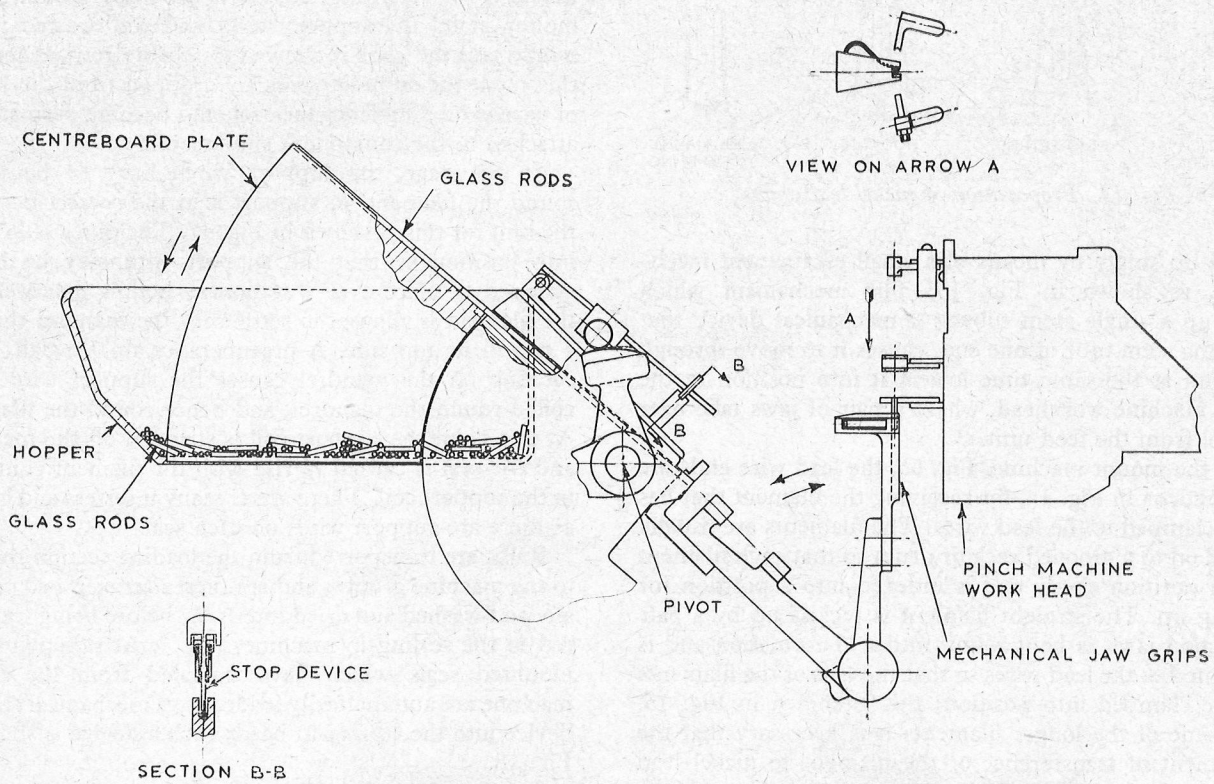 CENTREBOARD PLATE
GLASS RODS
VIEW ON ARROW A
A
B
B
HOPPER
GLASS RODS
PIVOT
PINCH MACHINE
WORK HEAD
MECHANICAL JAW GRIPS
STOP DEVICE
SECTION B-B